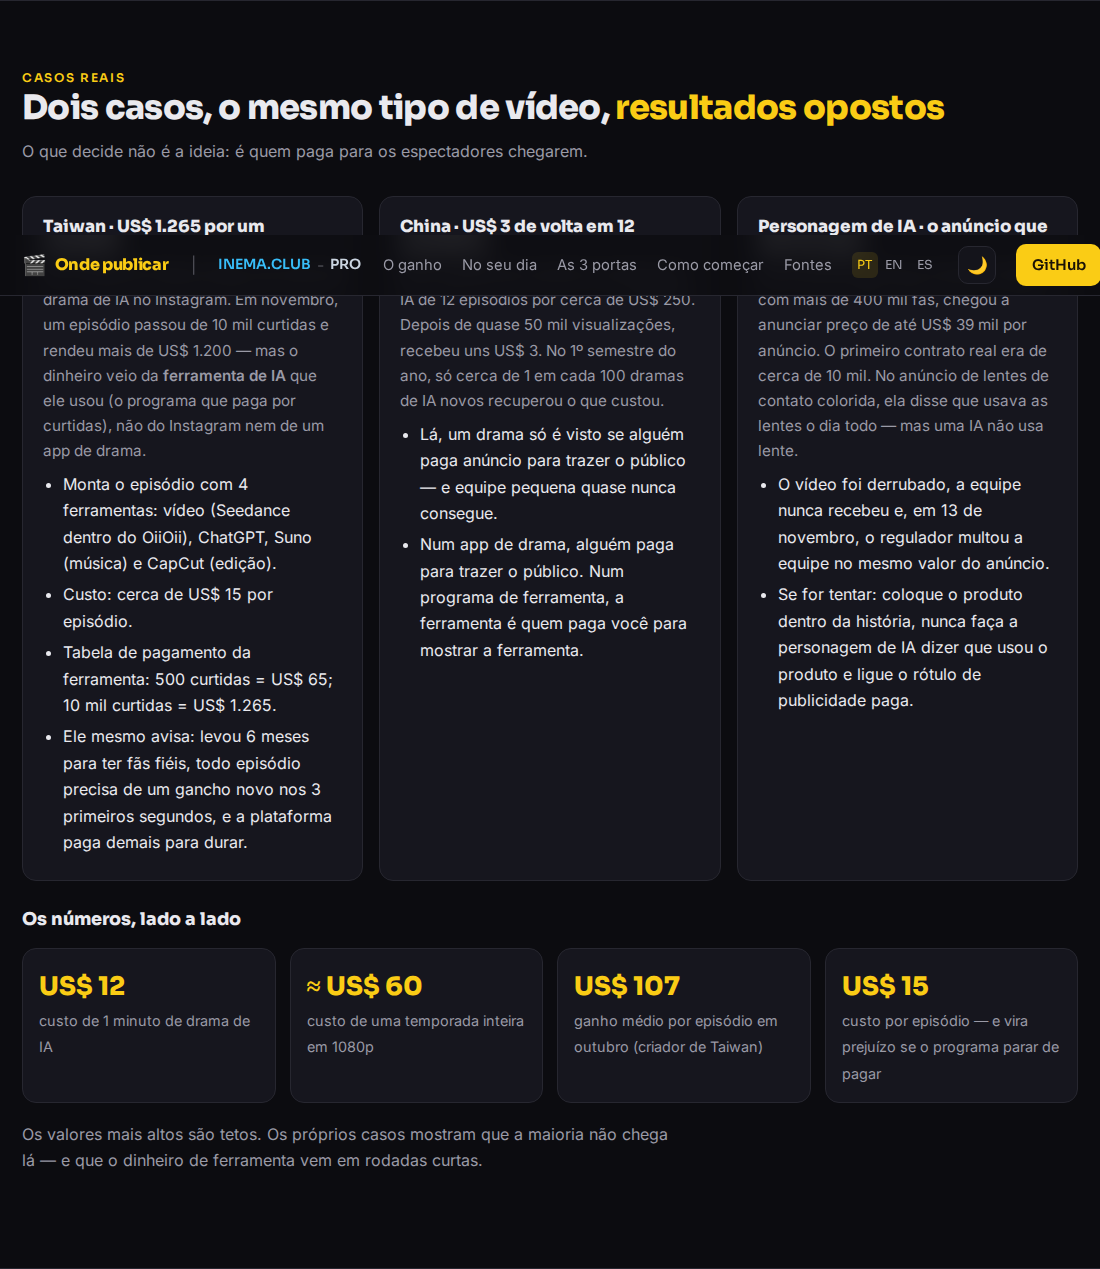 CASOS REAIS
Dois casos, o mesmo tipo de vídeo, resultados opostos
O que decide não é a ideia: é quem paga para os espectadores chegarem.
Taiwan · US$ 1.265 por um
China · US$ 3 de volta em 12
Personagem de IA · o anúncio que
Onde publicar | INEMA.CLUB - PRO O ganho No seu dia As 3 portas Como começar Fontes PT EN ES GitHub
drama de IA no Instagram. Em novembro,
um episódio passou de 10 mil curtidas e
rendeu mais de US$ 1.200 — mas o
dinheiro veio da ferramenta de IA que
ele usou (o programa que paga por
curtidas), não do Instagram nem de um
app de drama.
• Monta o episódio com 4
ferramentas: vídeo (Seedance
dentro do OiiOii), ChatGPT, Suno
(música) e CapCut (edição).
• Custo: cerca de US$ 15 por
episódio.
• Tabela de pagamento da
ferramenta: 500 curtidas = US$ 65;
10 mil curtidas = US$ 1.265.
• Ele mesmo avisa: levou 6 meses
para ter fãs fiéis, todo episódio
precisa de um gancho novo nos 3
primeiros segundos, e a plataforma
paga demais para durar.
IA de 12 episódios por cerca de US$ 250.
Depois de quase 50 mil visualizações,
recebeu uns US$ 3. No 1º semestre do
ano, só cerca de 1 em cada 100 dramas
de IA novos recuperou o que custou.
• Lá, um drama só é visto se alguém
paga anúncio para trazer o público
— e equipe pequena quase nunca
consegue.
• Num app de drama, alguém paga
para trazer o público. Num
programa de ferramenta, a
ferramenta é quem paga você para
mostrar a ferramenta.
com mais de 400 mil fãs, chegou a
anunciar preço de até US$ 39 mil por
anúncio. O primeiro contrato real era de
cerca de 10 mil. No anúncio de lentes de
contato colorida, ela disse que usava as
lentes o dia todo — mas uma IA não usa
lente.
• O vídeo foi derrubado, a equipe
nunca recebeu e, em 13 de
novembro, o regulador multou a
equipe no mesmo valor do anúncio.
• Se for tentar: coloque o produto
dentro da história, nunca faça a
personagem de IA dizer que usou o
produto e ligue o rótulo de
publicidade paga.
Os números, lado a lado
US$ 12
custo de 1 minuto de drama de
IA
≈ US$ 60
custo de uma temporada inteira
em 1080p
US$ 107
ganho médio por episódio em
outubro (criador de Taiwan)
US$ 15
custo por episódio — e vira
prejuízo se o programa parar de
pagar
Os valores mais altos são tetos. Os próprios casos mostram que a maioria não chega
lá — e que o dinheiro de ferramenta vem em rodadas curtas.